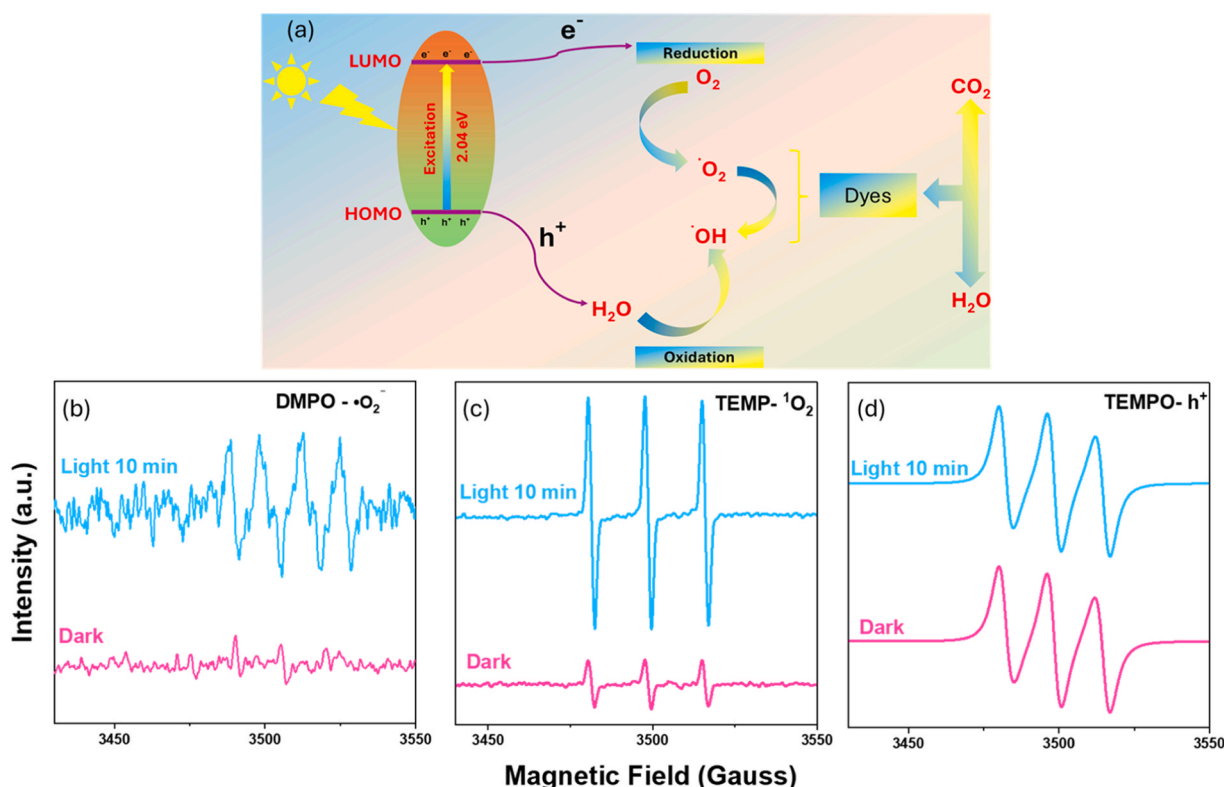 (a)
e⁻
LUMO
e⁻ e⁻ e⁻
Reduction
O₂
CO₂
Excitation
2.04 eV
˙O₂
Dyes
HOMO
h⁺ h⁺ h⁺
h⁺
˙OH
H₂O
H₂O
Oxidation
(b)
DMPO - •O₂⁻
Light 10 min
Dark
3450
3500
3550
(c)
TEMP- ¹O₂
Light 10 min
Dark
3450
3500
3550
(d)
TEMPO- h⁺
Light 10 min
Dark
3450
3500
3550
Intensity (a.u.)
Magnetic Field (Gauss)